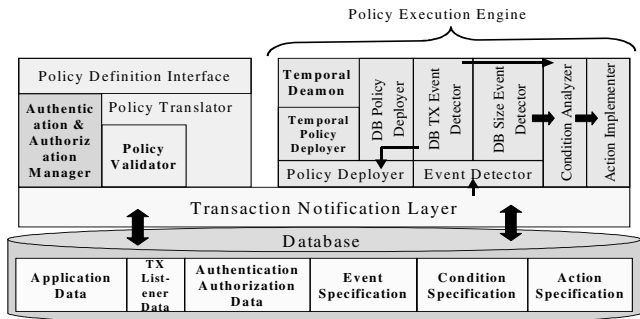 Policy Execution Engine
Policy Definition Interface
Authentic
ation &
Authoriz
ation
Manager
Policy Translator
Policy
Validator
Temporal
Deamon
Temporal
Policy
Deployer
DB Policy
Deployer
DB TX Event
Detector
DB Size Event
Detector
Condition Analyzer
Action Implementer
Policy Deployer
Event Detector
Transaction Notification Layer
Database
Application
Data
TX
List-
ener
Data
Authentication
Authorization
Data
Event
Specification
Condition
Specification
Action
Specification